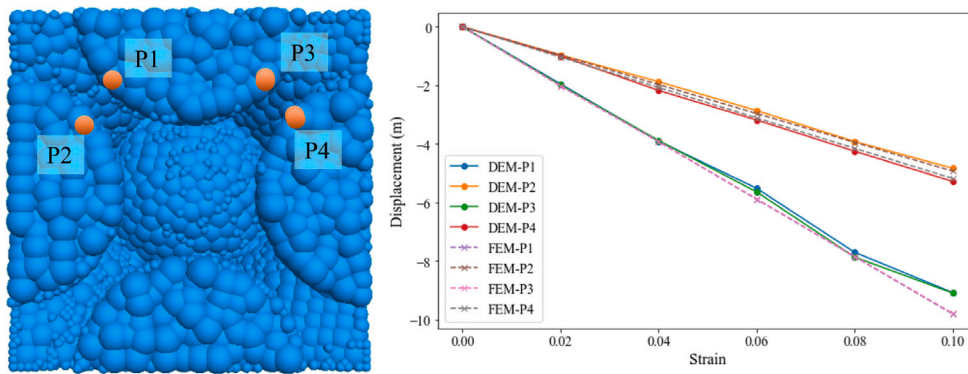 P1
P3
P2
P4
0
−2
−4
−6
−8
−10
Displacement (m)
DEM-P1
DEM-P2
DEM-P3
DEM-P4
FEM-P1
FEM-P2
FEM-P3
FEM-P4
0.00 0.02 0.04 0.06 0.08 0.10
Strain